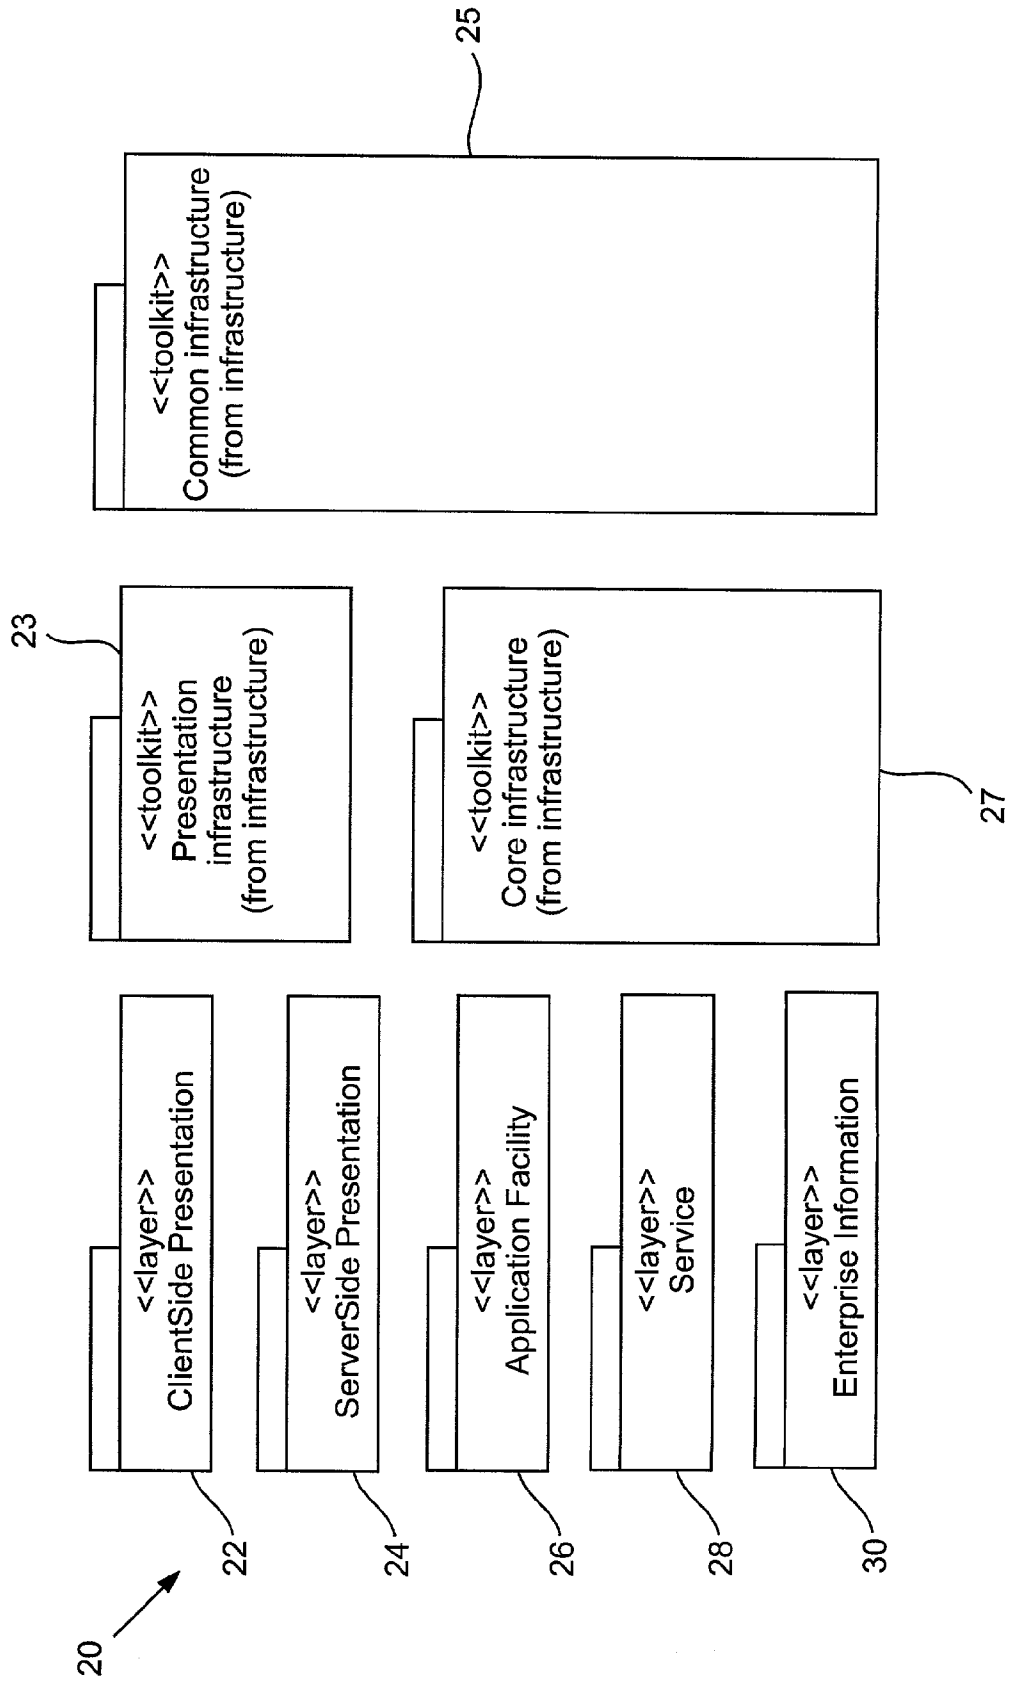 20
22
<<layer>>
ClientSide Presentation
24
<<layer>>
ServerSide Presentation
26
<<layer>>
Application Facility
28
<<layer>>
Service
30
<<layer>>
Enterprise Information
23
<<toolkit>>
Presentation
infrastructure
(from infrastructure)
<<toolkit>>
Core infrastructure
(from infrastructure)
27
<<toolkit>>
Common infrastructure
(from infrastructure)
25